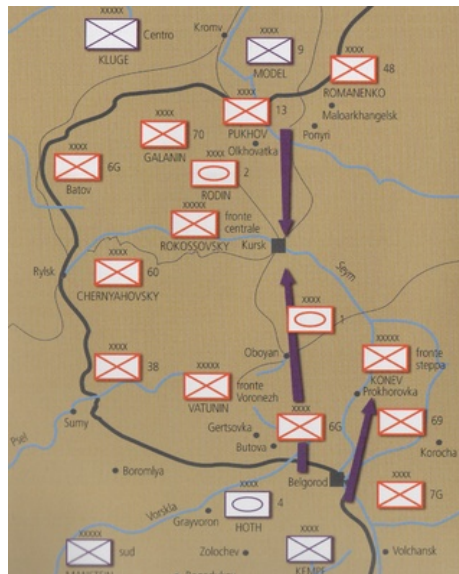 xxxxx
Centro
KLUGE
Kromv
xxxx
9
MODEL
xxxx
48
ROMANENKO
xxxx
13
PUKHOV
Maloarkhangelsk
Ponyri
Olkhovatka
xxxx
70
GALANIN
xxxx
6G
Batov
xxxx
2
RODIN
xxxxx
fronte
centrale
ROKOSSOVSKY
Kursk
Seym
Rylsk
xxxx
60
CHERNYAHOVSKY
xxxx
1
Oboyan
xxxx
38
xxxxx
fronte
Voronezh
VATUNIN
xxxxx
fronte
steppa
KONEV
Prokhorovka
Sumy
Psel
Gertsovka
Butova
xxxx
6G
xxxx
69
Korocha
Boromlya
Belgorod
xxxx
7G
Vorskla
Grayvoron
xxxx
4
HOTH
xxxxx
sud
Zolochev
xxxx
KEMPF
Volchansk